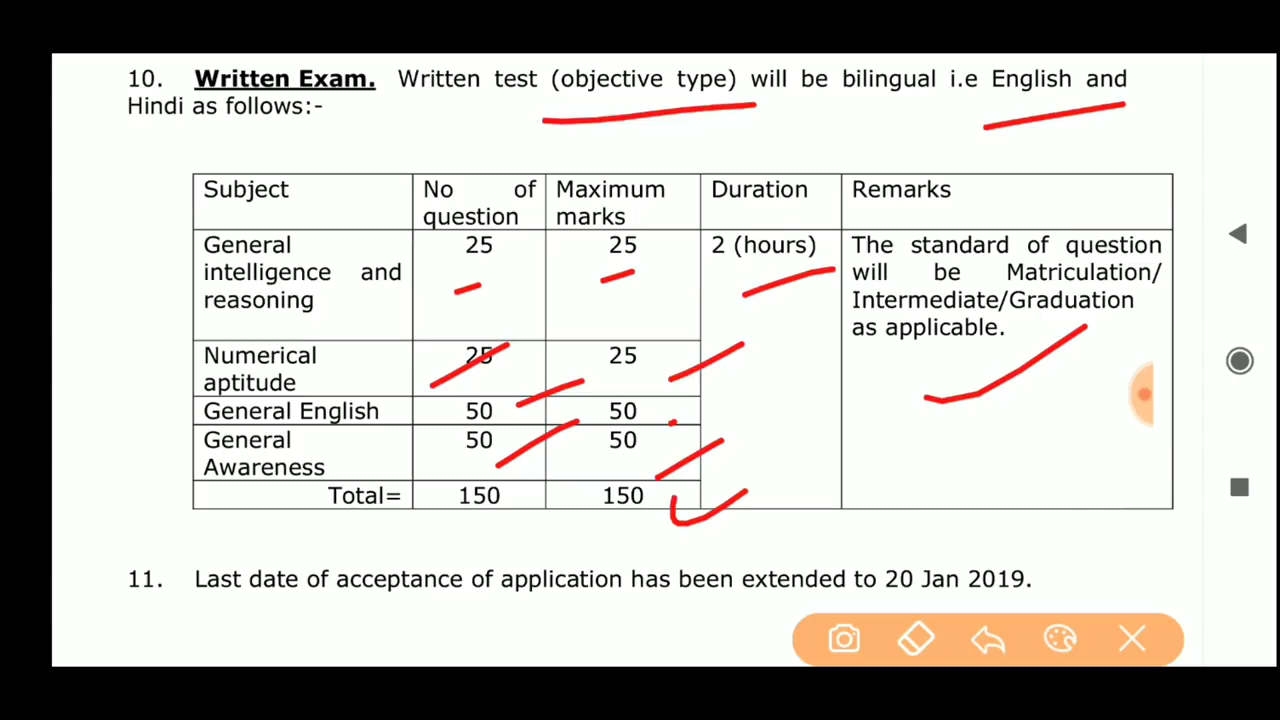 10. Written Exam. Written test (objective type) will be bilingual i.e English and
Hindi as follows:-
Subject
No of
question
Maximum
marks
Duration
Remarks
General
intelligence and
reasoning
25
25
2 (hours)
The standard of question
will be Matriculation/
Intermediate/Graduation
as applicable.
Numerical
aptitude
25
25
General English
50
50
General
Awareness
50
50
Total=
150
150
11. Last date of acceptance of application has been extended to 20 Jan 2019.